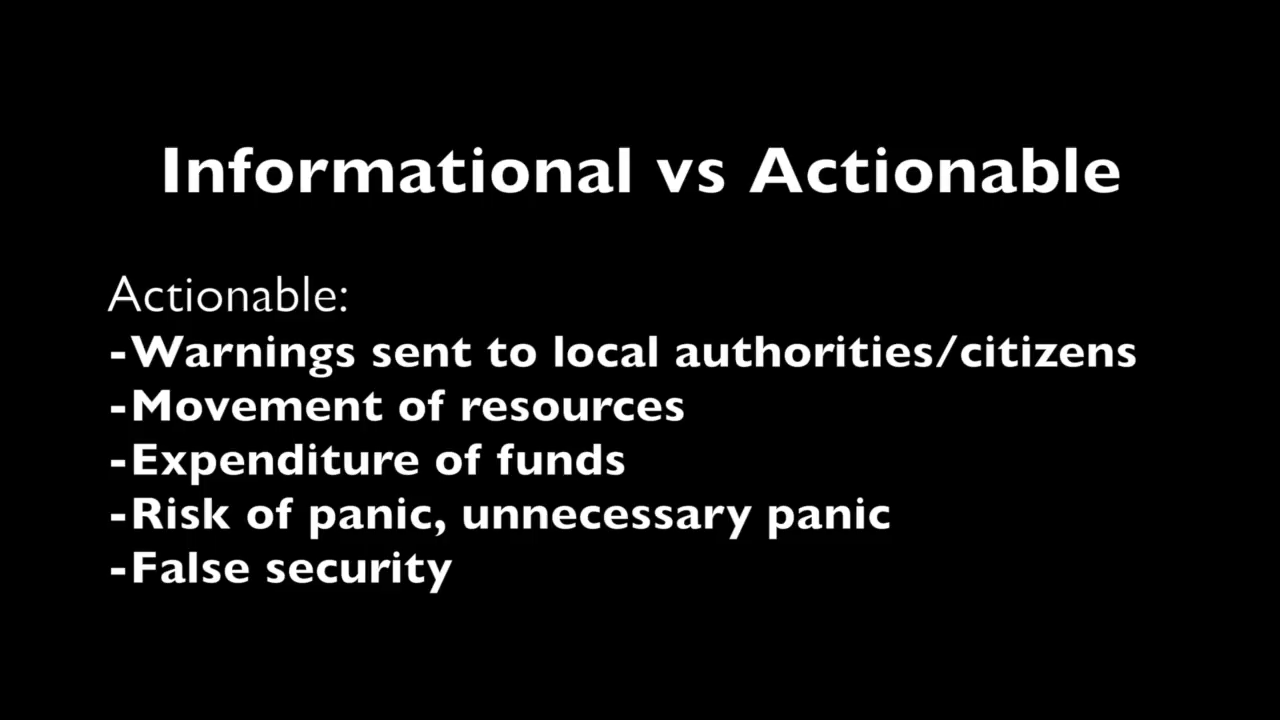 Informational vs Actionable
Actionable:
-Warnings sent to local authorities/citizens
-Movement of resources
-Expenditure of funds
-Risk of panic, unnecessary panic
-False security